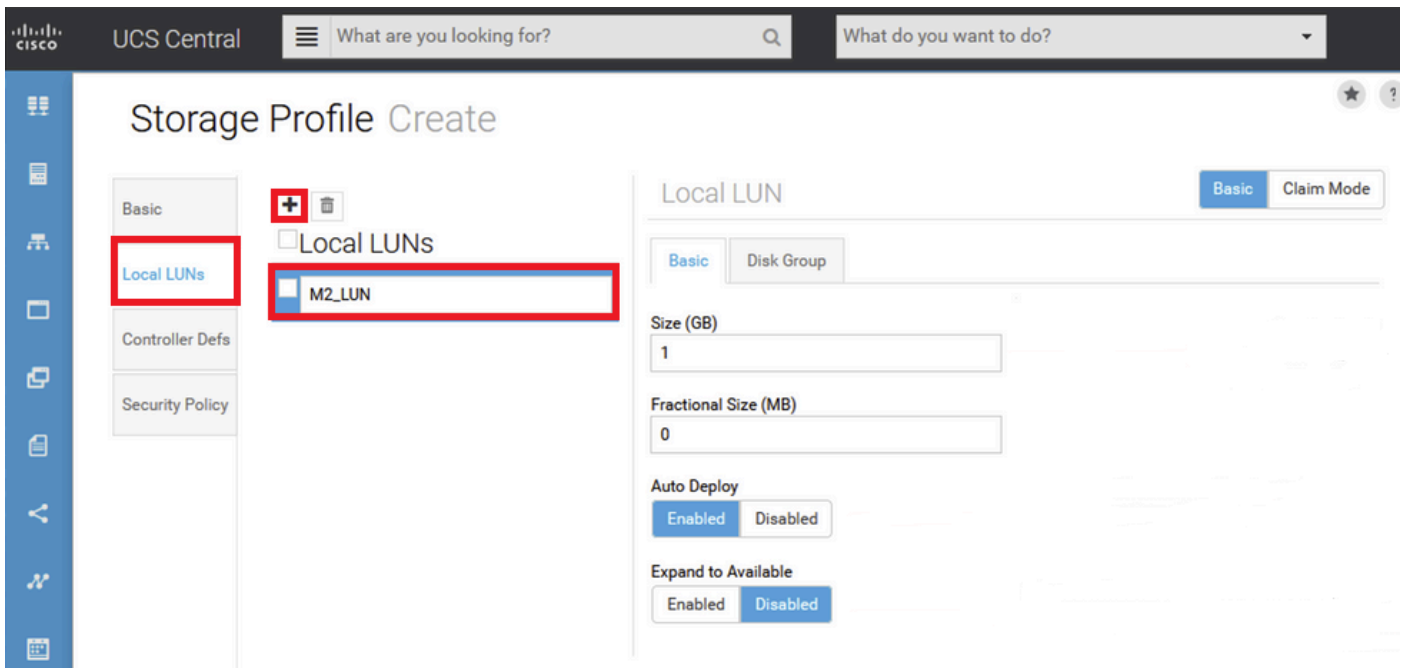 cisco UCS Central What are you looking for? What do you want to do?
?
Storage Profile Create
Basic
Local LUNs
Controller Defs
Security Policy
+
Local LUNs
M2_LUN
Local LUN Basic Claim Mode
Basic Disk Group
Size (GB)
1
Fractional Size (MB)
0
Auto Deploy
Enabled Disabled
Expand to Available
Enabled Disabled